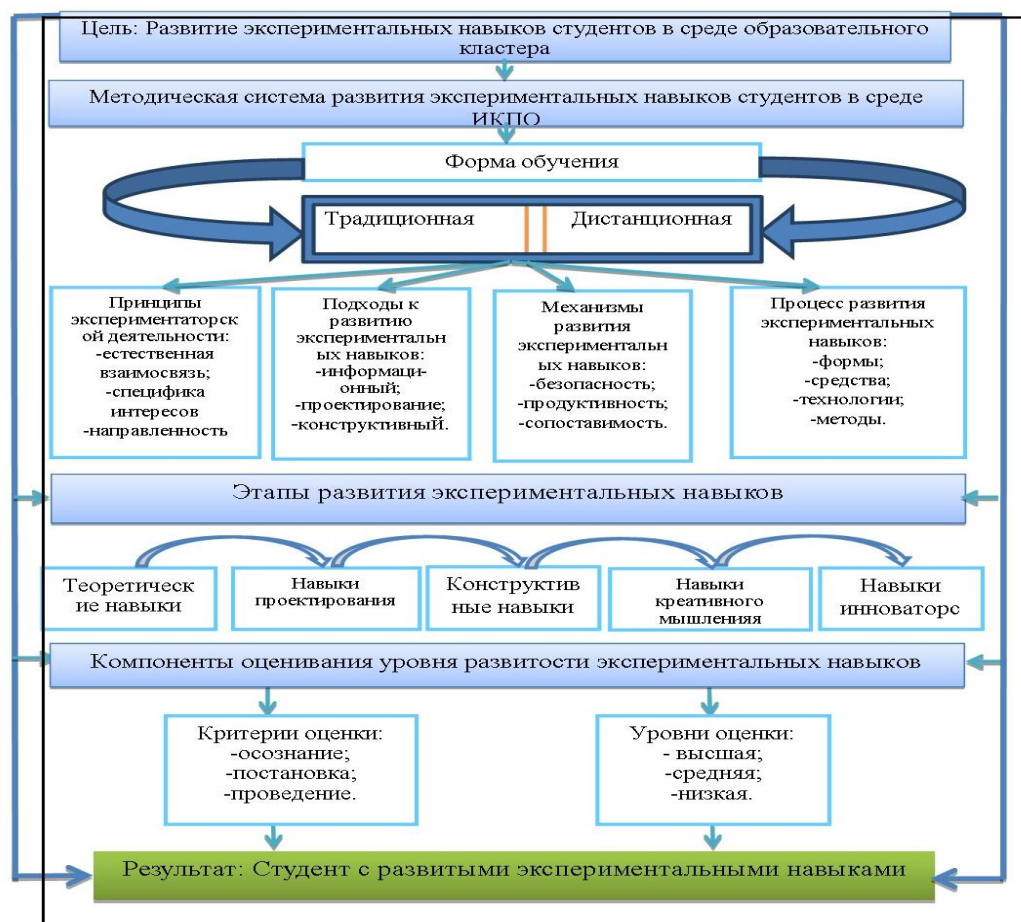 Цель: Развитие экспериментальных навыков студентов в среде образовательного
кластера
Методическая система развития экспериментальных навыков студентов в среде
ИКПО
Форма обучения
Традиционная
Дистанционная
Принципы
экспериментаторск
ой деятельности:
-естественная
взаимосвязь;
-специфика
интересов
-направленность
Подходы к
развитию
эксперименталь
ых навыков:
-информаци-
онный;
-проектирование;
-конструктивный.
Механизмы
развития
эксперименталь
ых навыков:
-безопасность;
-продуктивность;
-сопоставимость.
Процесс развития
экспериментальных
навыков:
-формы;
-средства;
-технологии;
-методы.
Этапы развития экспериментальных навыков
Теоретическ
ие навыки
Навыки
проектирования
Конструктив
ные навыки
Навыки
креативного
мышленияя
Навыки
инноваторс
Компоненты оценивания уровня развитости экспериментальных навыков
Критерии оценки:
-осознание;
-постановка;
-проведение.
Уровни оценки:
- высшая;
-средняя;
-низкая.
Результат: Студент с развитыми экспериментальными навыками